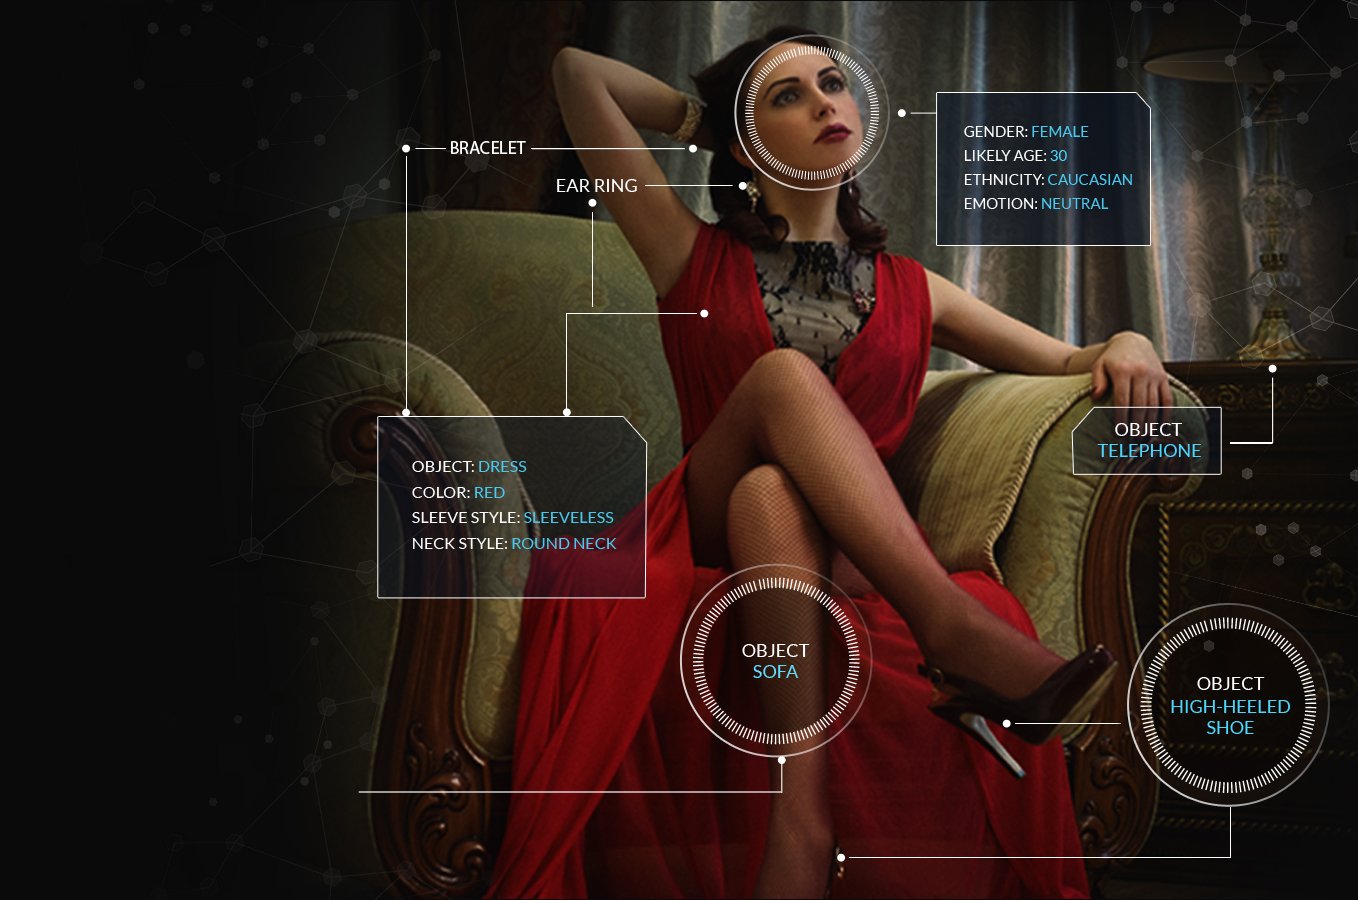 BRACELET
EAR RING
GENDER: FEMALE
LIKELY AGE: 30
ETHNICITY: CAUCASIAN
EMOTION: NEUTRAL
OBJECT
TELEPHONE
OBJECT: DRESS
COLOR: RED
SLEEVE STYLE: SLEEVELESS
NECK STYLE: ROUND NECK
OBJECT
SOFA
OBJECT
HIGH-HEELED
SHOE